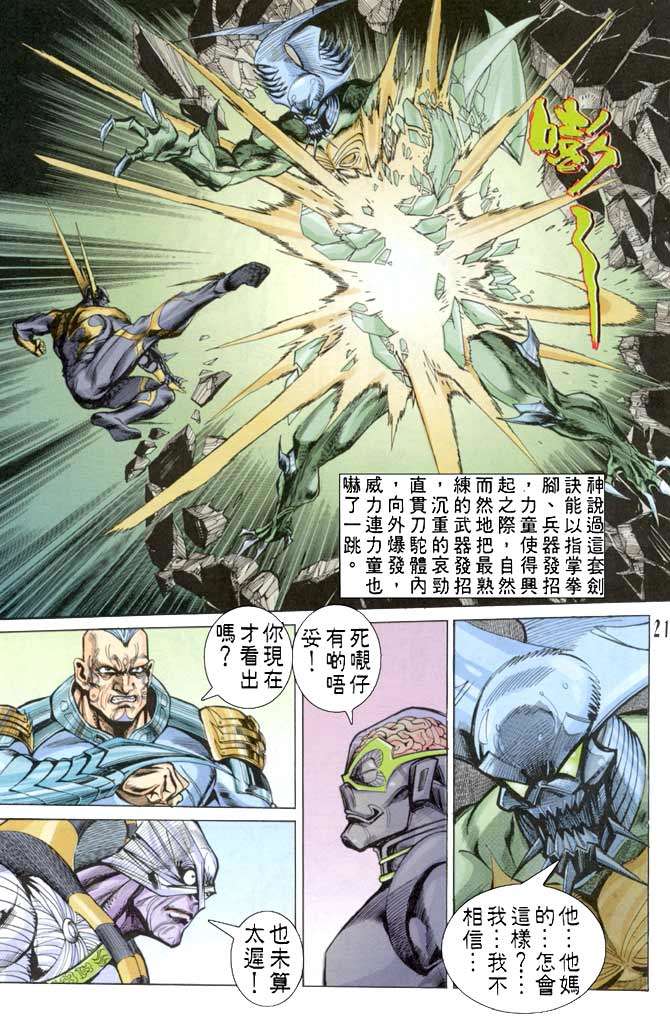 嘭
神說過這套劍
訣能以指掌拳
腳、兵器發招
，力童使得興
起之際，自然
而然地把最熟
練的武器發招
，沉重的哀勁
直貫刀駝體內
，向外爆發，
威力連力童也
嚇了一跳。
21
他…他媽
的…怎會
這樣？…
我…我不
相信…
死𡃁仔
有啲唔
妥！
你現在
才看出
嗎？
也未算
太遲！